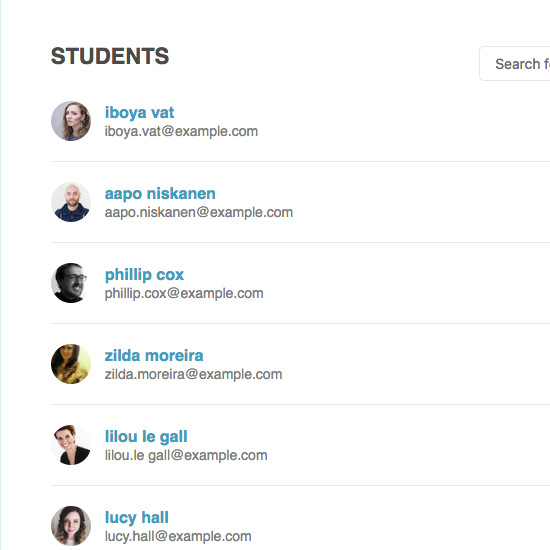 STUDENTS
Search f
iboya vat
iboya.vat@example.com
aapo niskanen
aapo.niskanen@example.com
phillip cox
phillip.cox@example.com
zilda moreira
zilda.moreira@example.com
lilou le gall
lilou.le gall@example.com
lucy hall
lucy.hall@example.com